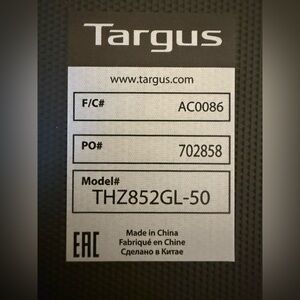 Targus
www.targus.com
F/C# AC0086
PO# 702858
Model#
THZ852GL-50
Made in China
Fabriqué en Chine
Сделано в Китае
EAC